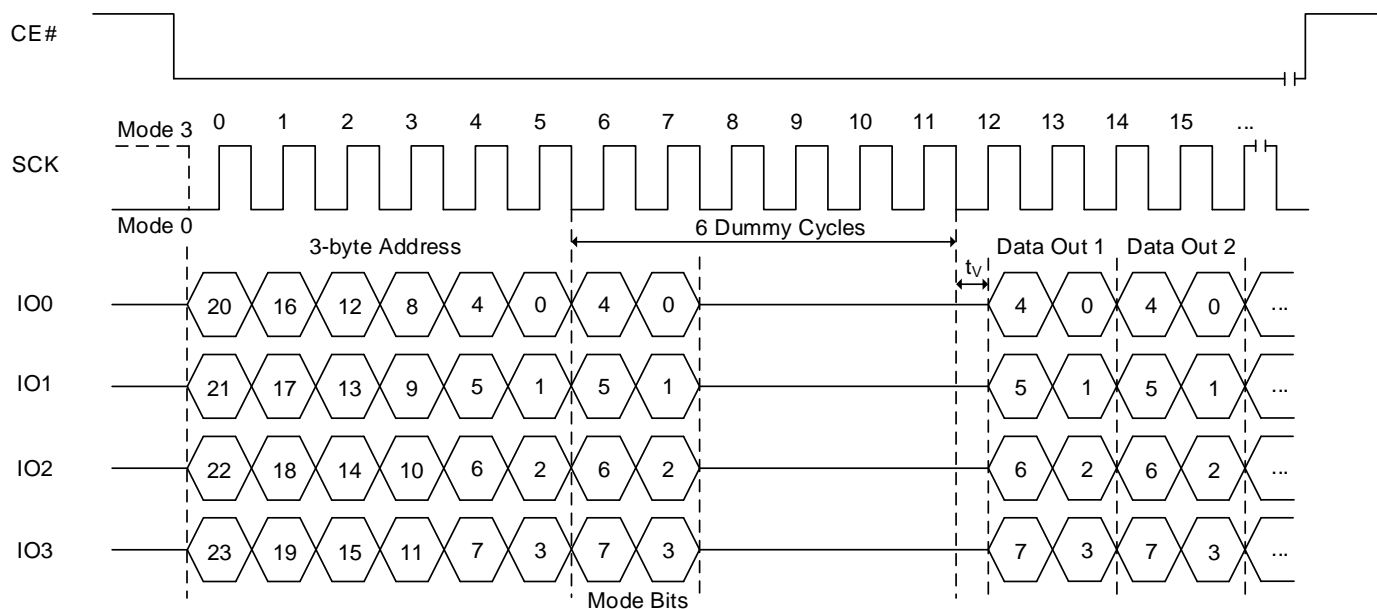 CE#
Mode 3 0 1 2 3 4 5 6 7 8 9 10 11 12 13 14 15 ...
SCK
Mode 0
6 Dummy Cycles
3-byte Address Data Out 1 Data Out 2
tV
IO0 20 16 12 8 4 0 4 0 4 0 4 0 ...
IO1 21 17 13 9 5 1 5 1 5 1 5 1 ...
IO2 22 18 14 10 6 2 6 2 6 2 6 2 ...
IO3 23 19 15 11 7 3 7 3 7 3 7 3 ...
Mode Bits